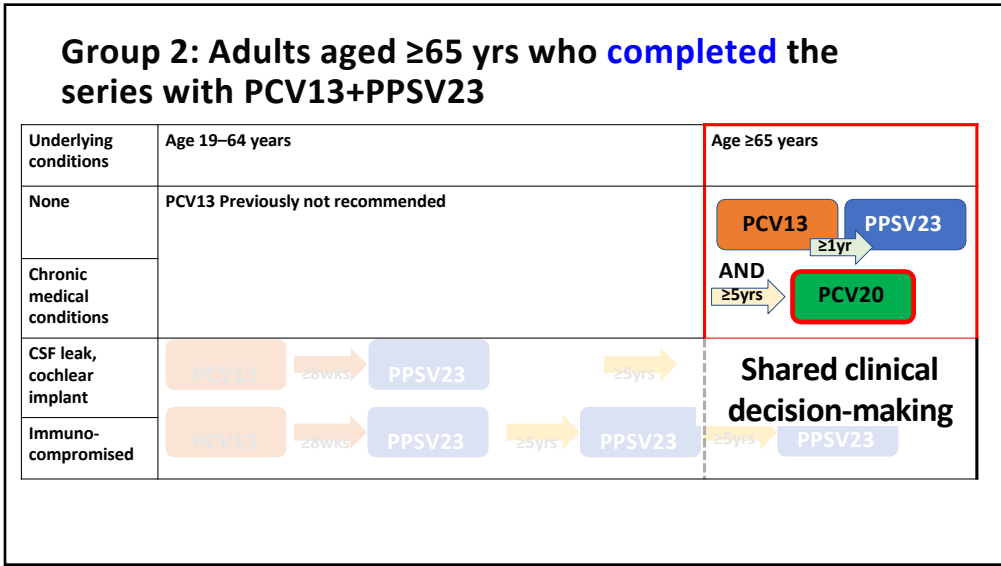 Group 2: Adults aged ≥65 yrs who completed the
series with PCV13+PPSV23
Underlying
conditions
Age 19–64 years
Age ≥65 years
None
PCV13 Previously not recommended
PCV13
PPSV23
≥1yr
Chronic
medical
conditions
AND
≥5yrs
PCV20
CSF leak,
cochlear
implant
PCV13
≥8wks
PPSV23
≥5yrs
Shared clinical
decision-making
Immuno-
compromised
PCV13
≥8wks
PPSV23
≥5yrs
PPSV23
≥5yrs
PPSV23